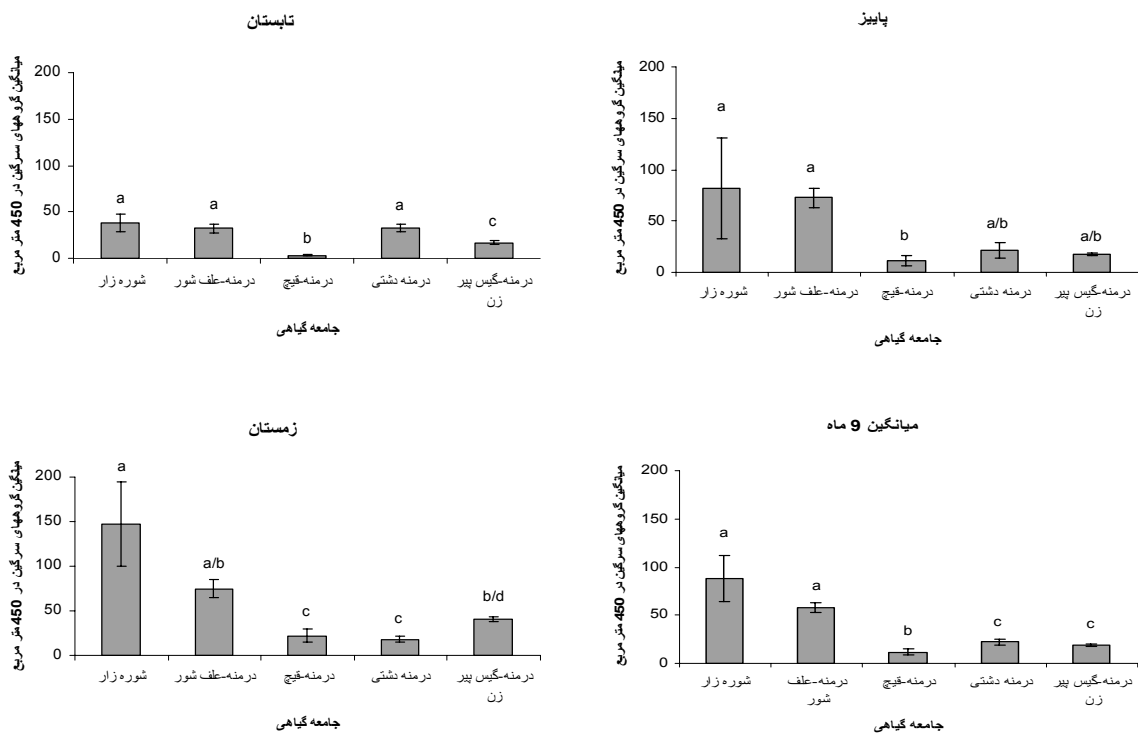 تابستان
میانگین گروههای سرگین در 450 متر مربع
200
150
100
50
0
a
a
b
a
c
شوره زار
درمنه-علف شور
درمنه-قیچ
درمنه دشتی
درمنه-گیس پیر
زن
جامعه گیاهی
پاییز
میانگین گروههای سرگین در 450 متر مربع
200
150
100
50
0
a
a
b
a/b
a/b
شوره زار
درمنه-علف شور
درمنه-قیچ
درمنه دشتی
درمنه-گیس پیر
زن
جامعه گیاهی
زمستان
میانگین گروههای سرگین در 450 متر مربع
200
150
100
50
0
a
a/b
c
c
b/d
شوره زار
درمنه-علف شور
درمنه-قیچ
درمنه دشتی
درمنه-گیس پیر
زن
جامعه گیاهی
میانگین 9 ماه
میانگین گروههای سرگین در 450 متر مربع
200
150
100
50
0
a
a
b
c
c
شوره زار
درمنه-علف
شور
درمنه-قیچ
درمنه دشتی
درمنه-گیس پیر
زن
جامعه گیاهی